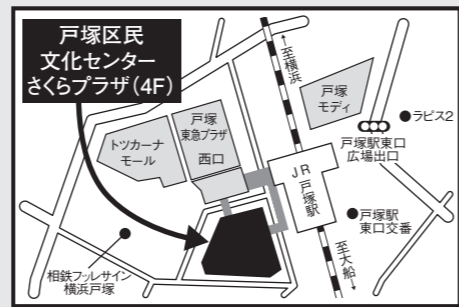 戸塚区民
文化センター
さくらプラザ(4F)
←至横浜
戸塚
モディ
ラピス2
戸塚駅東口
広場出口
戸塚
東急プラザ
西口
トツカーナ
モール
JR
戸塚駅
戸塚駅
東口交番
至大船→
相鉄フレッサイン
横浜戸塚